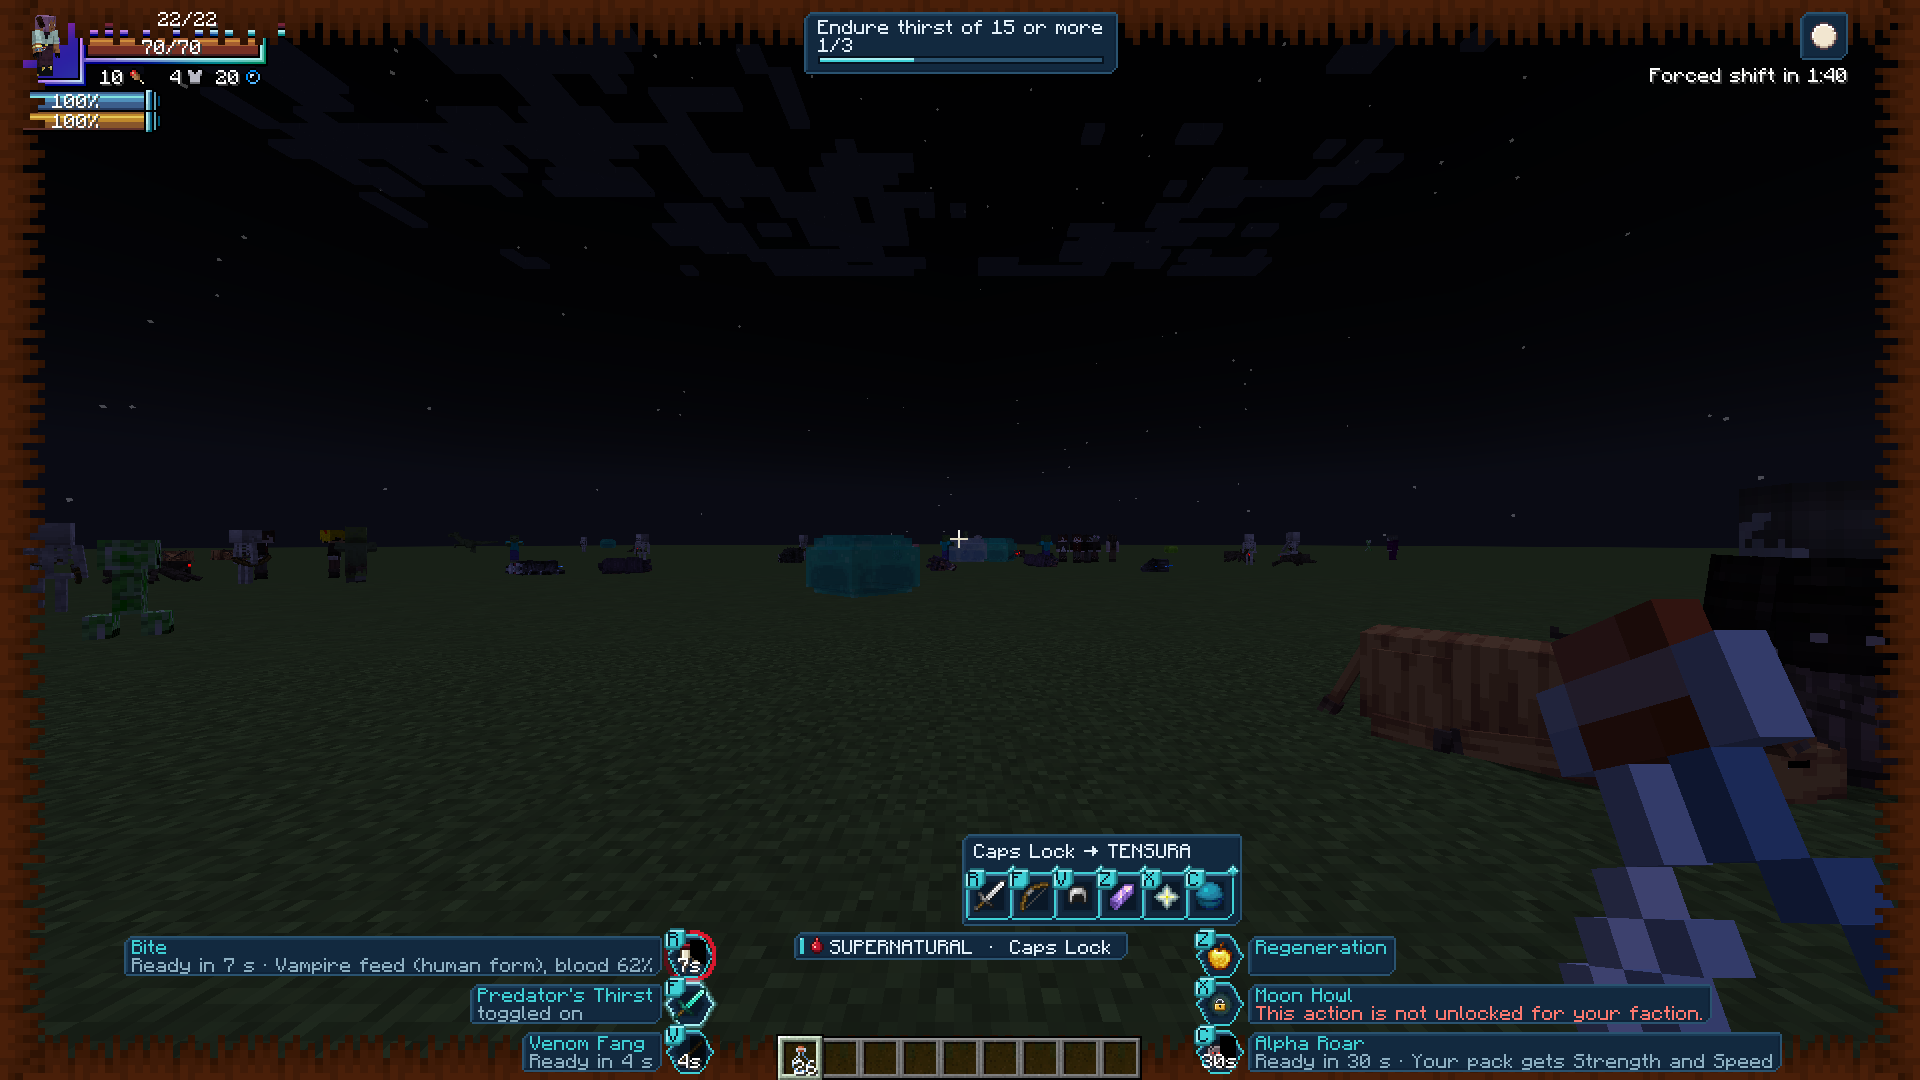 22/22
70/70
10 4 20
100%
100%
Endure thirst of 15 or more
1/3
Forced shift in 1:40
Caps Lock → TENSURA
R F V Z X C
SUPERNATURAL · Caps Lock
Bite
Ready in 7 s · Vampire feed (human form), blood 62%
R
7s
Predator's Thirst
toggled on
F
Venom Fang
Ready in 4 s
V
4s
26
Z
Regeneration
X
Moon Howl
This action is not unlocked for your faction.
C
30s
Alpha Roar
Ready in 30 s · Your pack gets Strength and Speed